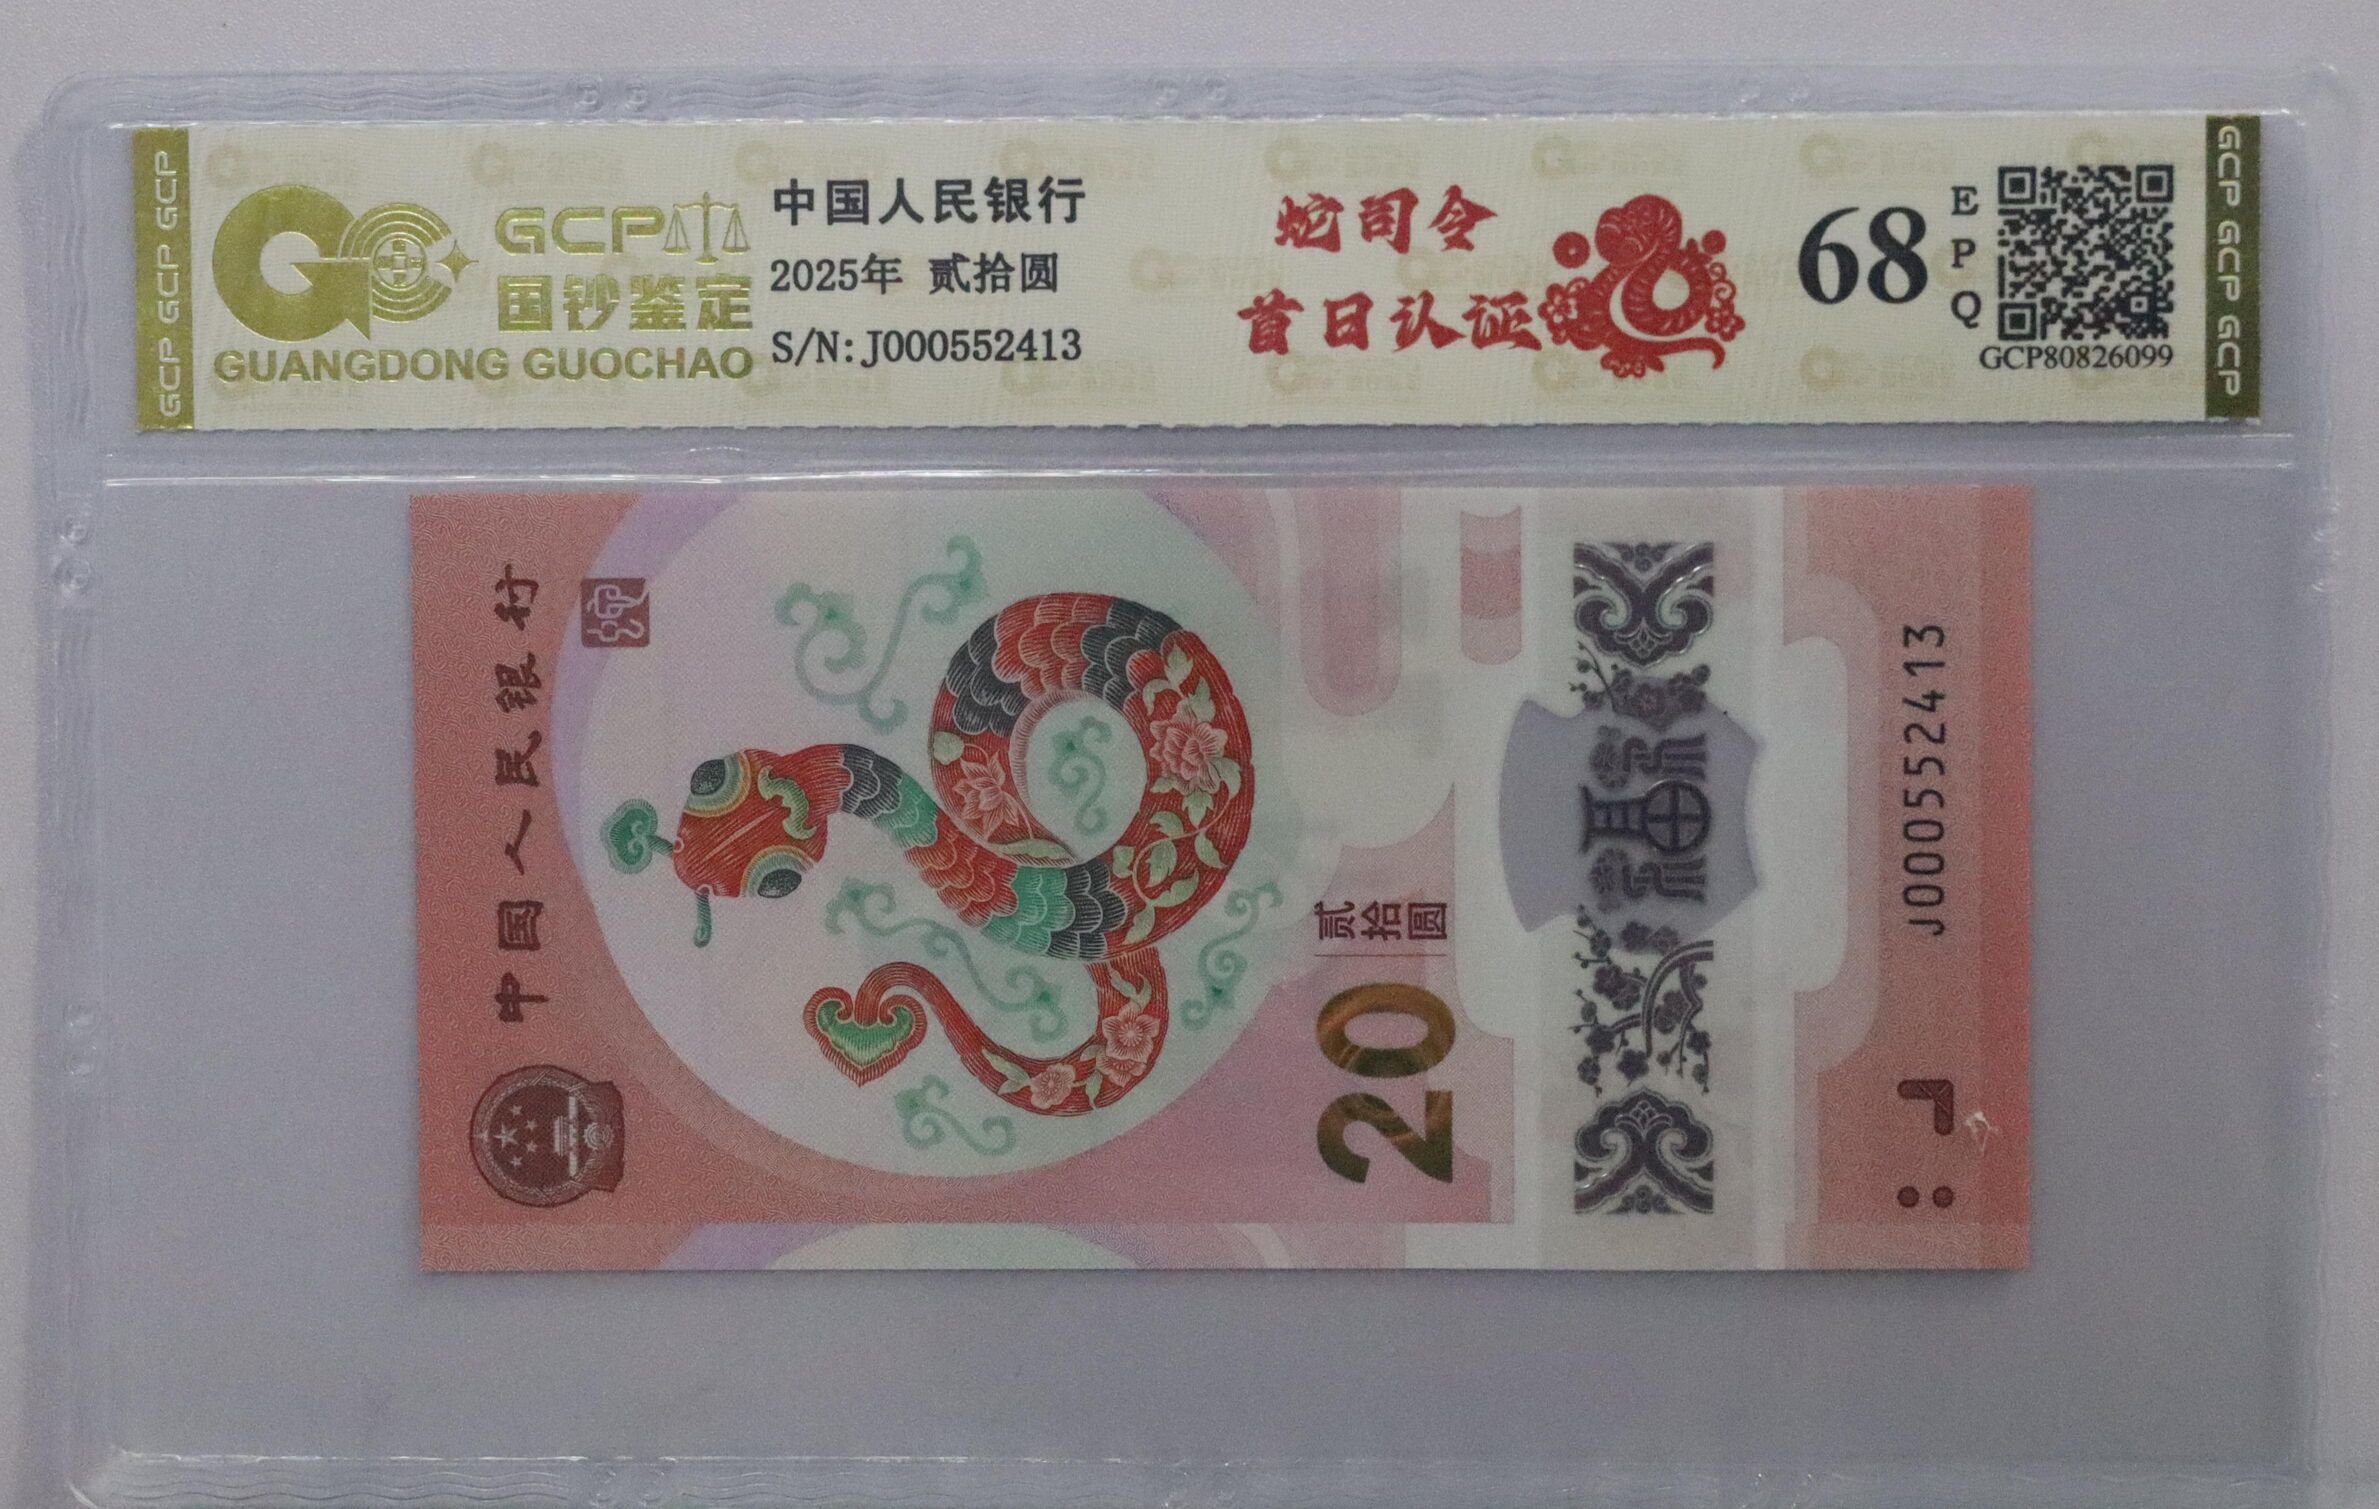 GCP GCP GCP
GCP
国钞鉴定
GUANGDONG GUOCHAO
中国人民银行
2025年 贰拾圆
S/N:J000552413
蛇司令
首日认证
68
EPQ
GCP80826099
GCP GCP GCP
中国人民银行
20
贰拾圆
福
J000552413